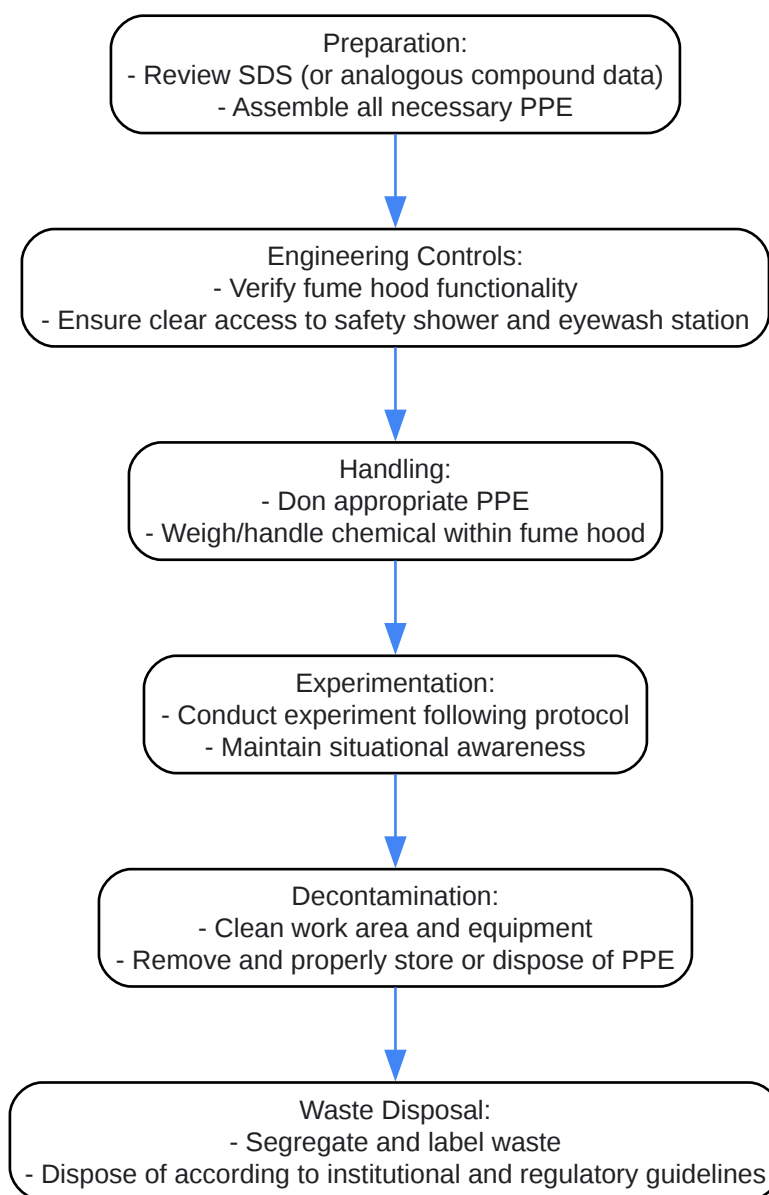 Preparation:
- Review SDS (or analogous compound data)
- Assemble all necessary PPE
Engineering Controls:
- Verify fume hood functionality
- Ensure clear access to safety shower and eyewash station
Handling:
- Don appropriate PPE
- Weigh/handle chemical within fume hood
Experimentation:
- Conduct experiment following protocol
- Maintain situational awareness
Decontamination:
- Clean work area and equipment
- Remove and properly store or dispose of PPE
Waste Disposal:
- Segregate and label waste
- Dispose of according to institutional and regulatory guidelines